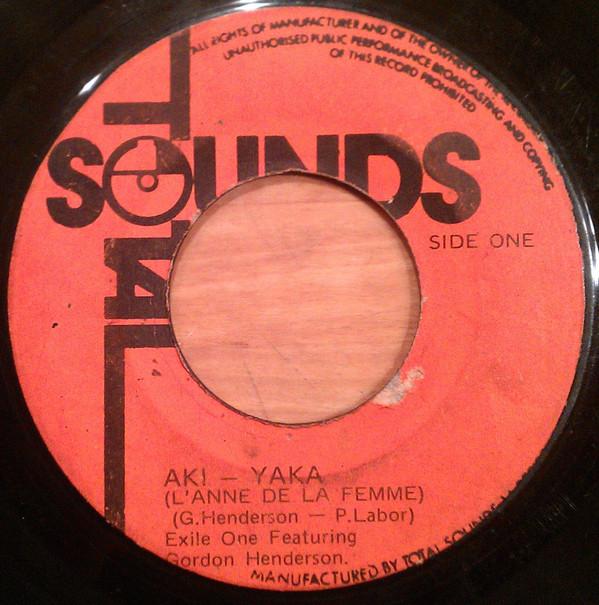 ALL RIGHTS OF MANUFACTURER AND OF THE OWNER OF THE
UNAUTHORISED PUBLIC PERFORMANCE BROADCASTING AND COPYING
OF THIS RECORD PROHIBITED
TOTAL
SOUNDS
SIDE ONE
AKI — YAKA
(L'ANNE DE LA FEMME)
(G.Henderson — P.Labor)
Exile One Featuring
Gordon Henderson.
MANUFACTURED BY TOTAL SOUNDS